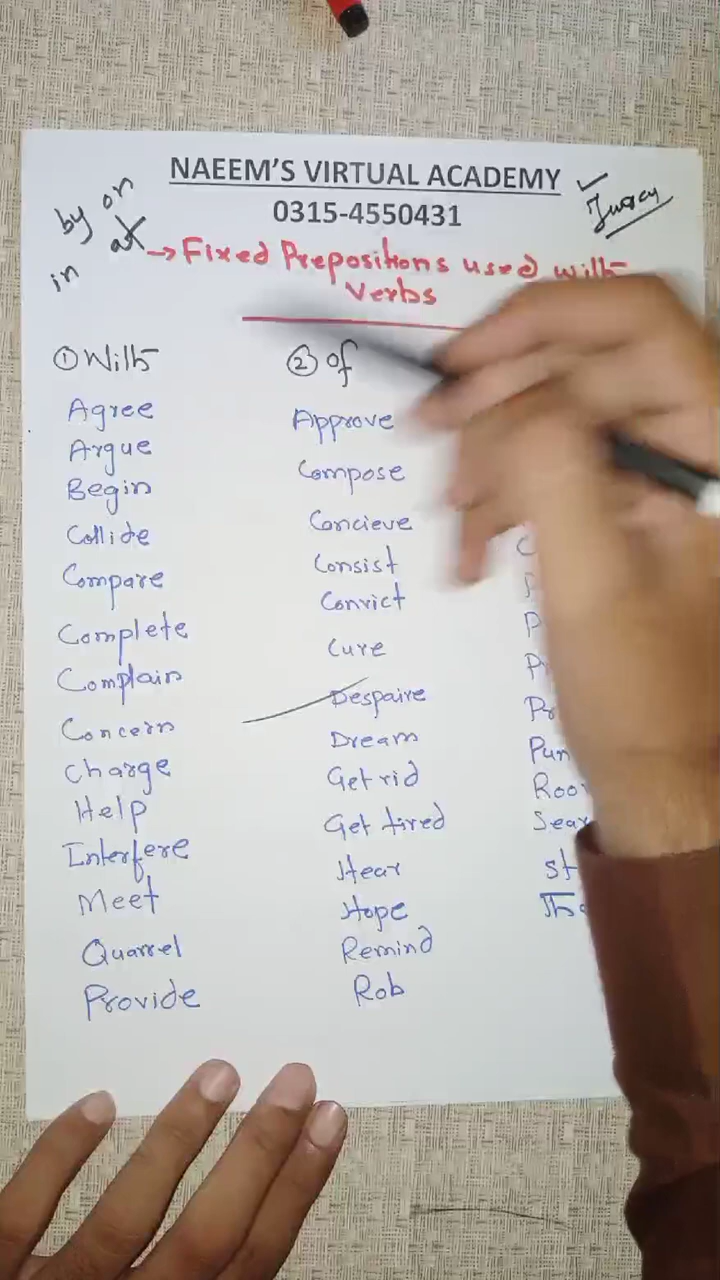 NAEEM'S VIRTUAL ACADEMY
0315-4550431
by on
in at
→ Fixed Prepositions used with
Verbs
① With
Agree
Argue
Begin
Collide
Compare
Complete
Complain
Concern
Charge
Help
Interfere
Meet
Quarrel
Provide
② of
Approve
Compose
Concieve
Consist
Convict
Cure
Despaire
Dream
Get rid
Get tired
Hear
Hope
Remind
Rob